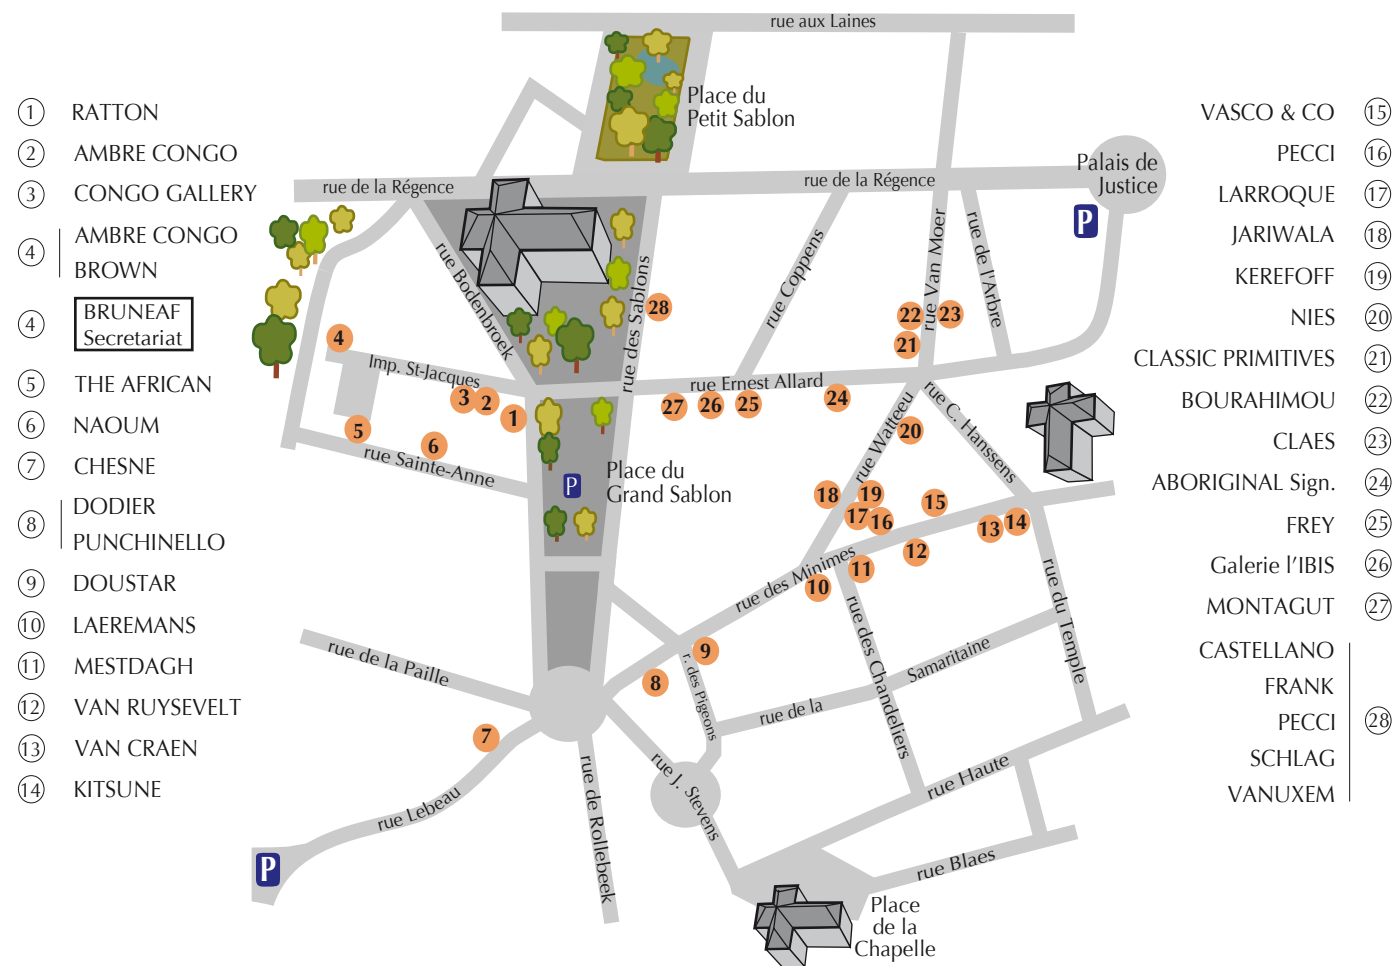 rue aux Laines
Place du
Petit Sablon
Palais de
Justice
P
rue de la Régence
rue de la Régence
rue Bodenbroek
rue des Sablons
rue Coppens
rue Van Moer
rue de l'Arbre
28
22
23
21
4
Imp. St-Jacques
3
2
1
rue Ernest Allard
27
26
25
24
5
6
rue Sainte-Anne
P
Place du
Grand Sablon
rue Watteeu
20
rue C. Hanssens
18
19
17
16
15
13
14
12
11
10
rue des Minimes
rue des Chandeliers
rue du Temple
9
8
r. des Pigeons
rue de la
Samaritaine
rue de la Paille
7
rue Lebeau
P
rue de Rollebeek
rue J. Stevens
rue Haute
rue Blaes
Place
de la
Chapelle
1 RATTON
2 AMBRE CONGO
3 CONGO GALLERY
4 AMBRE CONGO
BROWN
4 BRUNEAF
Secretariat
5 THE AFRICAN
6 NAOUM
7 CHESNE
8 DODIER
PUNCHINELLO
9 DOUSTAR
10 LAEREMANS
11 MESTDAGH
12 VAN RUYSEVELT
13 VAN CRAEN
14 KITSUNE
VASCO & CO 15
PECCI 16
LARROQUE 17
JARIWALA 18
KEREFOFF 19
NIES 20
CLASSIC PRIMITIVES 21
BOURAHIMOU 22
CLAES 23
ABORIGINAL Sign. 24
FREY 25
Galerie l'IBIS 26
MONTAGUT 27
CASTELLANO
FRANK
PECCI 28
SCHLAG
VANUXEM